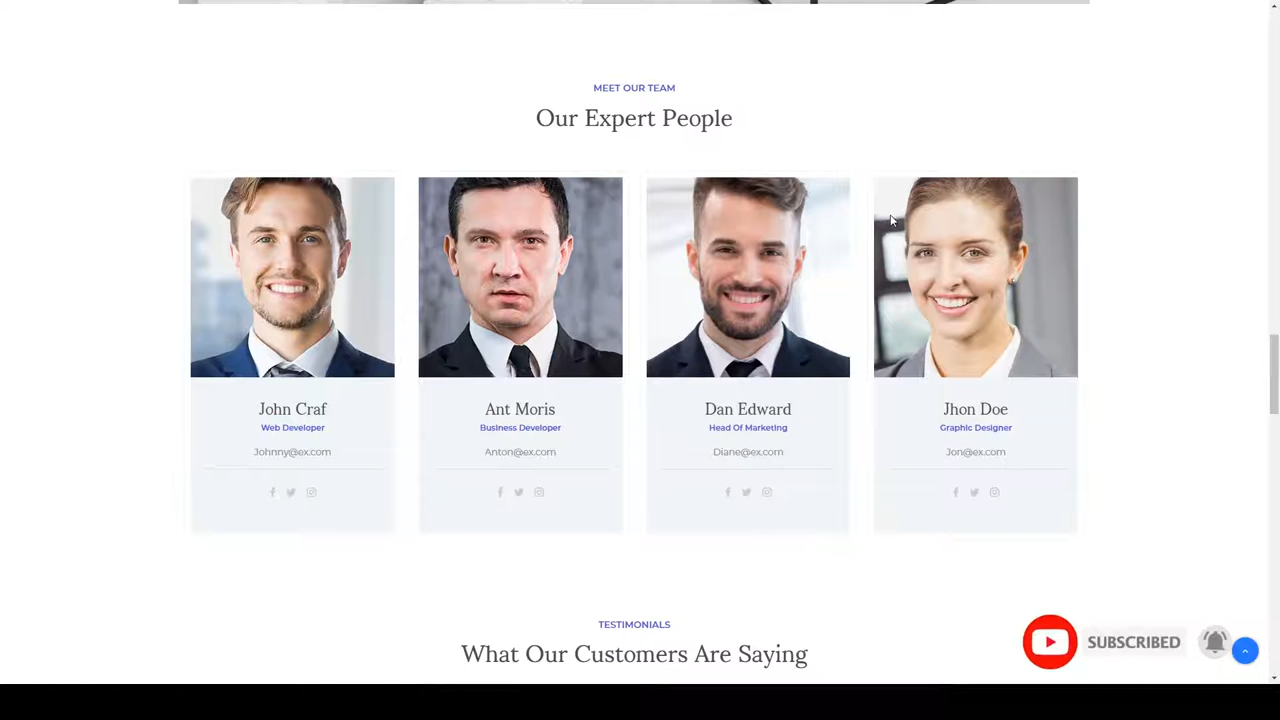 MEET OUR TEAM
Our Expert People
John Craf
Web Developer
Johnny@ex.com
Ant Moris
Business Developer
Anton@ex.com
Dan Edward
Head Of Marketing
Diane@ex.com
Jhon Doe
Graphic Designer
Jon@ex.com
TESTIMONIALS
What Our Customers Are Saying
SUBSCRIBED